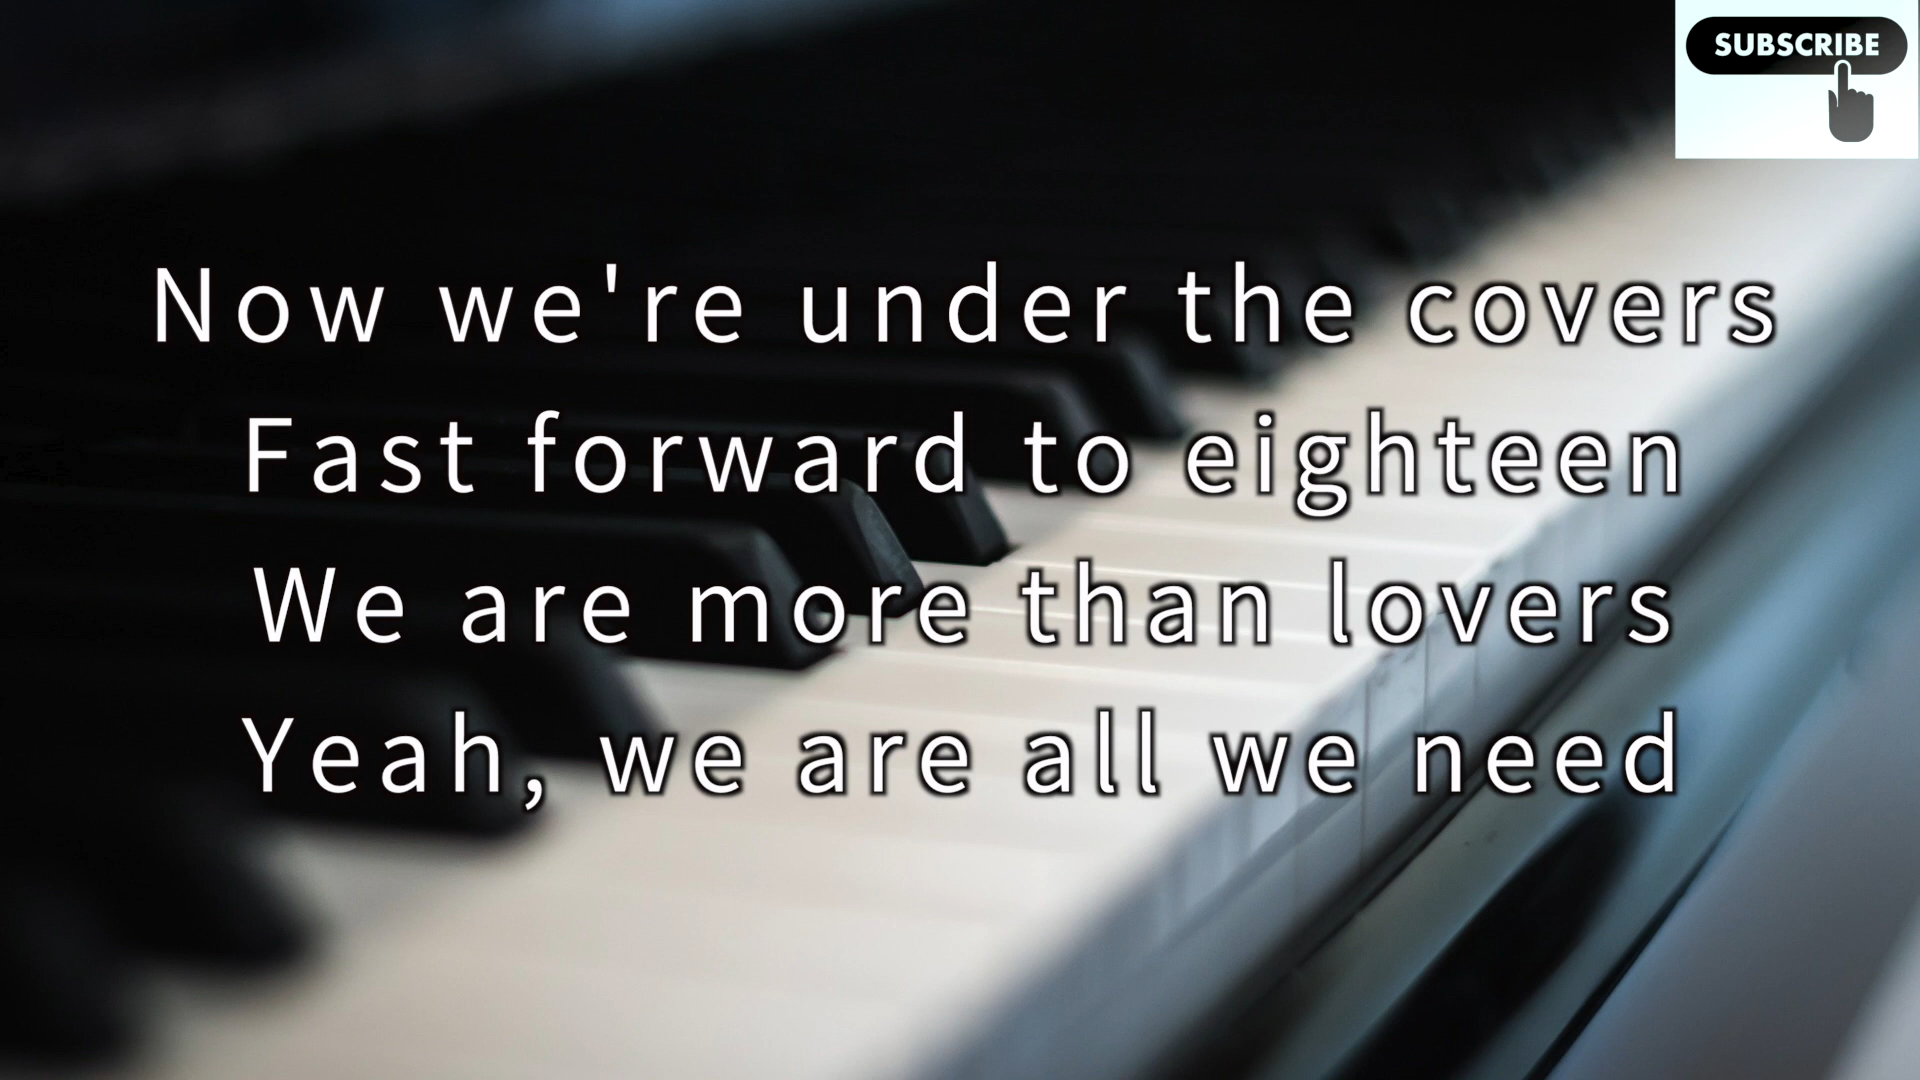 SUBSCRIBE
Now we're under the covers
Fast forward to eighteen
We are more than lovers
Yeah, we are all we need